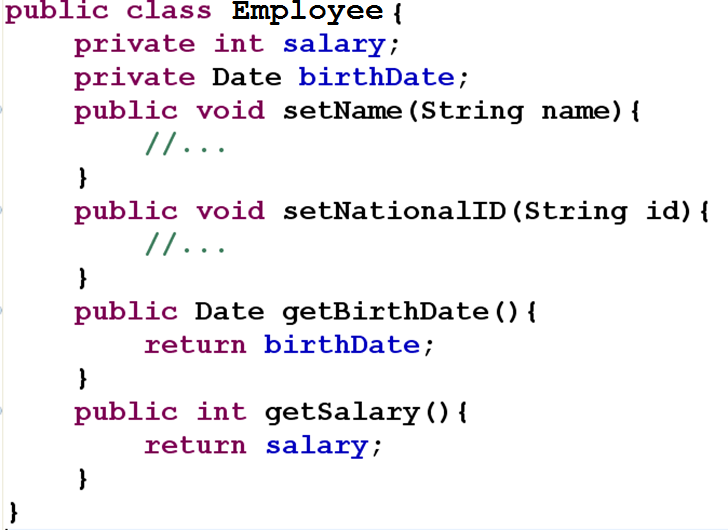 public class Employee{
private int salary;
private Date birthDate;
public void setName(String name){
//...
}
public void setNationalID(String id){
//...
}
public Date getBirthDate(){
return birthDate;
}
public int getSalary(){
return salary;
}
}